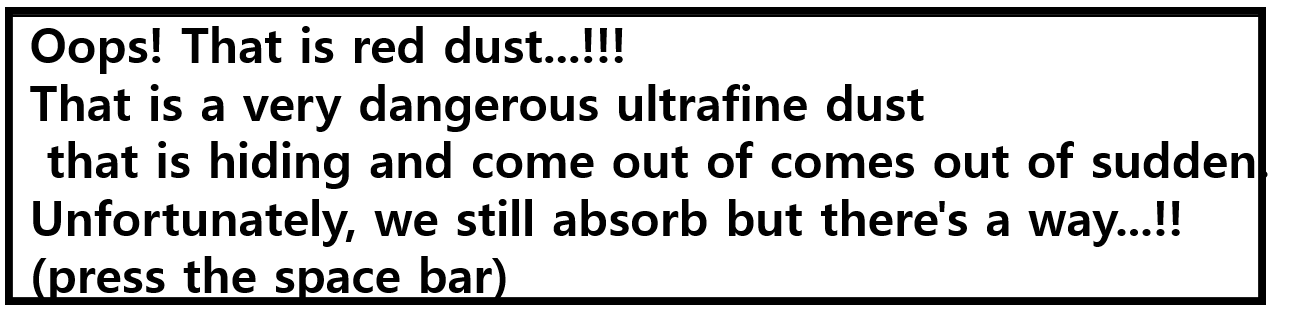 Oops! That is red dust...!!!
That is a very dangerous ultrafine dust
that is hiding and come out of comes out of sudden.
Unfortunately, we still absorb but there's a way...!!
(press the space bar)